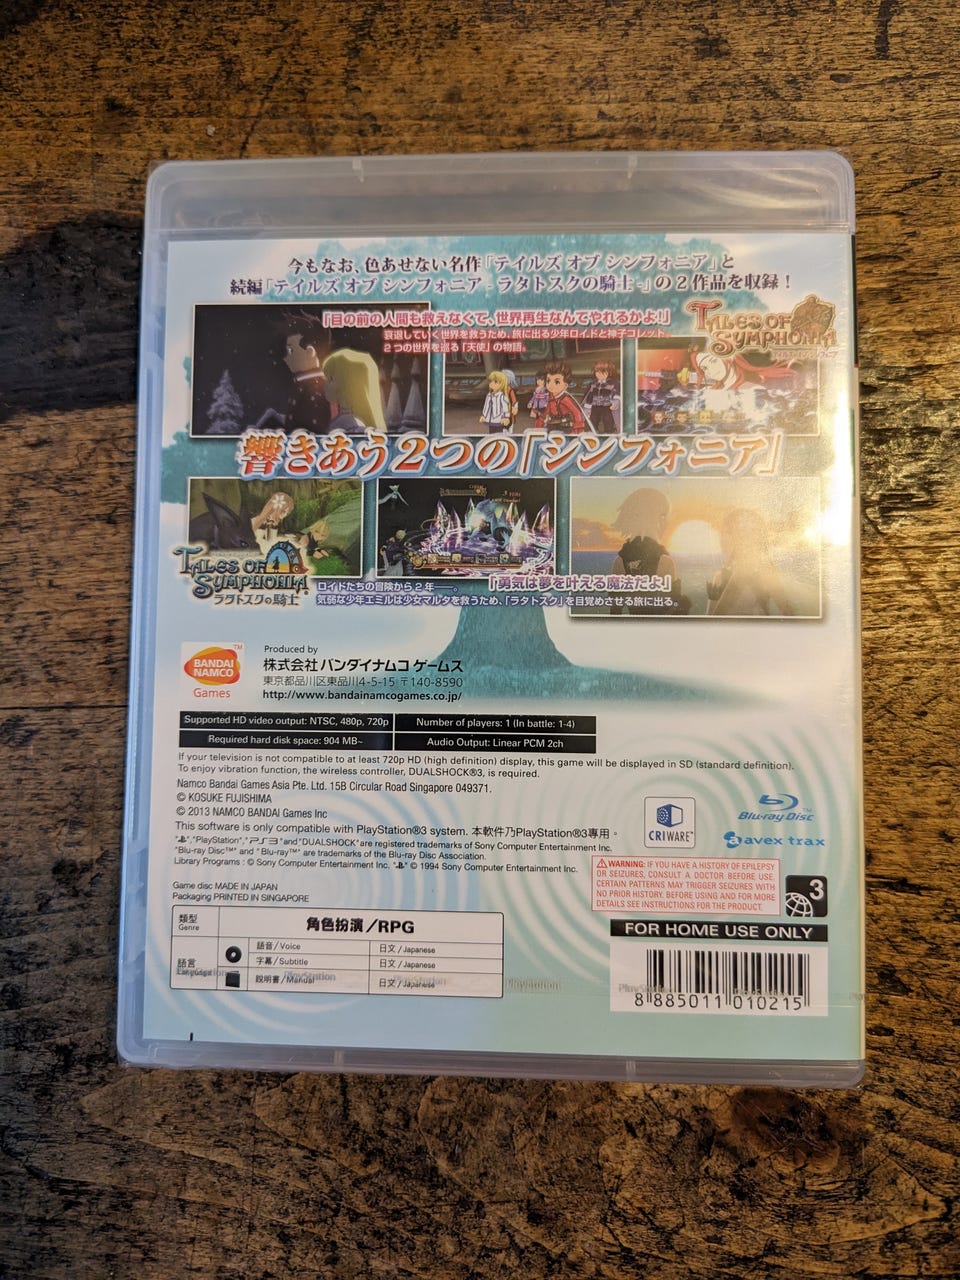 今もなお、色あせない名作「テイルズ オブ シンフォニア」と
続編「テイルズ オブ シンフォニア - ラタトスクの騎士 -」の2作品を収録！
「目の前の人間も救えなくて、世界再生なんてやれるかよ！」
衰退していく世界を救うため、旅に出る少年ロイドと神子コレット。
2つの世界を巡る「天使」の物語。
TALES OF
SYMPHONIA
テイルズ オブ シンフォニア
響きあう2つの「シンフォニア」
TALES OF
SYMPHONIA
ラタトスクの騎士
ロイドたちの冒険から2年――。
「勇気は夢を叶える魔法だよ」
気弱な少年エミルは少女マルタを救うため、「ラタトスク」を目覚めさせる旅に出る。
BANDAI
NAMCO
Games
TM
Produced by
株式会社 バンダイナムコ ゲームス
東京都品川区東品川4-5-15 〒140-8590
http://www.bandainamcogames.co.jp/
Supported HD video output: NTSC, 480p, 720p
Number of players: 1 (In battle: 1-4)
Required hard disk space: 904 MB~
Audio Output: Linear PCM 2ch
If your television is not compatible to at least 720p HD (high definition) display, this game will be displayed in SD (standard definition).
To enjoy vibration function, the wireless controller, DUALSHOCK®3, is required.
Namco Bandai Games Asia Pte. Ltd. 15B Circular Road Singapore 049371.
© KOSUKE FUJISHIMA
© 2013 NAMCO BANDAI Games Inc
This software is only compatible with PlayStation®3 system. 本軟件乃PlayStation®3專用。
" ","PlayStation", "PS3" and "DUALSHOCK" are registered trademarks of Sony Computer Entertainment Inc.
"Blu-ray Disc™" and "Blu-ray™" are trademarks of the Blu-ray Disc Association.
Library Programs : © Sony Computer Entertainment Inc. " " © 1994 Sony Computer Entertainment Inc.
CRIWARE™
Blu-ray Disc™
avex trax
WARNING: IF YOU HAVE A HISTORY OF EPILEPSY
OR SEIZURES, CONSULT A DOCTOR BEFORE USE.
CERTAIN PATTERNS MAY TRIGGER SEIZURES WITH
NO PRIOR HISTORY. BEFORE USING AND FOR MORE
DETAILS SEE INSTRUCTIONS FOR THE PRODUCT.
3
Game disc MADE IN JAPAN
Packaging PRINTED IN SINGAPORE
類型
Genre
角色扮演/RPG
語言
Language
語音/Voice
日文/Japanese
字幕/Subtitle
日文/Japanese
說明書/Manual
日文/Japanese
PlayStation PlayStation PlayStation PlayStation PlayStation
FOR HOME USE ONLY
8 885011 010215